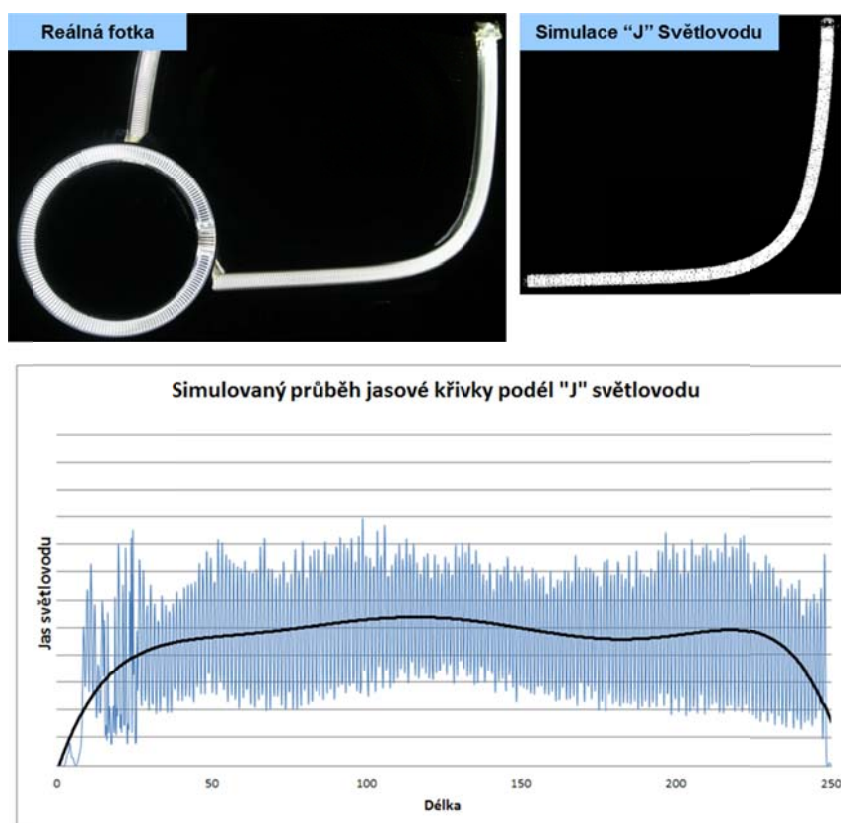 Reálná fotka
Simulace “J” Světlovodu
Simulovaný průběh jasové křivky podél "J" světlovodu
Jas světlovodu
0 50 100 150 200 250
Délka